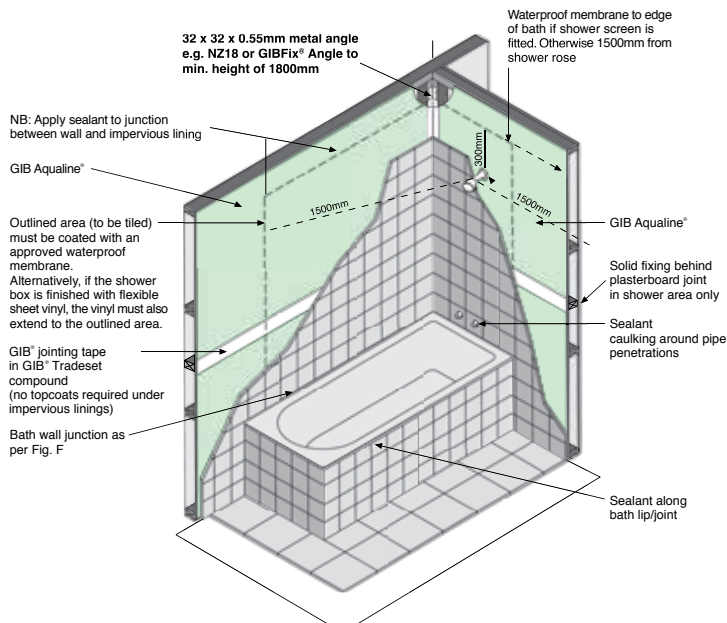 Waterproof membrane to edge
of bath if shower screen is
fitted. Otherwise 1500mm from
shower rose
32 x 32 x 0.55mm metal angle
e.g. NZ18 or GIBFix® Angle to
min. height of 1800mm
NB: Apply sealant to junction
between wall and impervious lining
GIB Aqualine®
300mm
1500mm
1500mm
Outlined area (to be tiled)
must be coated with an
approved waterproof
membrane.
Alternatively, if the shower
box is finished with flexible
sheet vinyl, the vinyl must also
extend to the outlined area.
GIB Aqualine®
Solid fixing behind
plasterboard joint
in shower area only
Sealant
caulking around pipe
penetrations
GIB® jointing tape
in GIB® Tradeset
compound
(no topcoats required under
impervious linings)
Bath wall junction as
per Fig. F
Sealant along
bath lip/joint